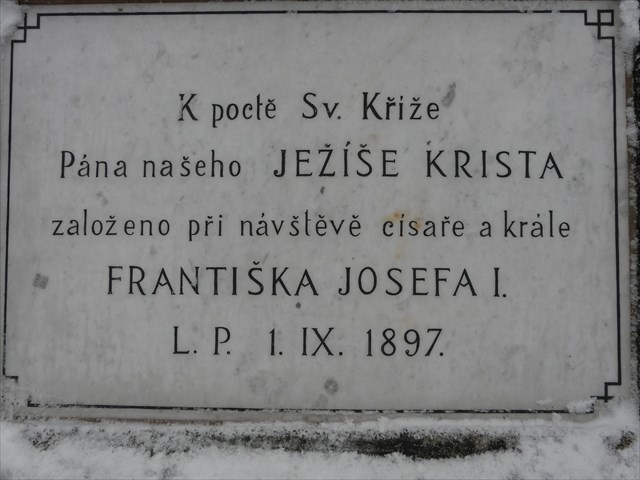 K poctě Sv. Kříže
Pána našeho JEŽÍŠE KRISTA
založeno při návštěvě císaře a krále
FRANTIŠKA JOSEFA I.
L. P. 1. IX. 1897.